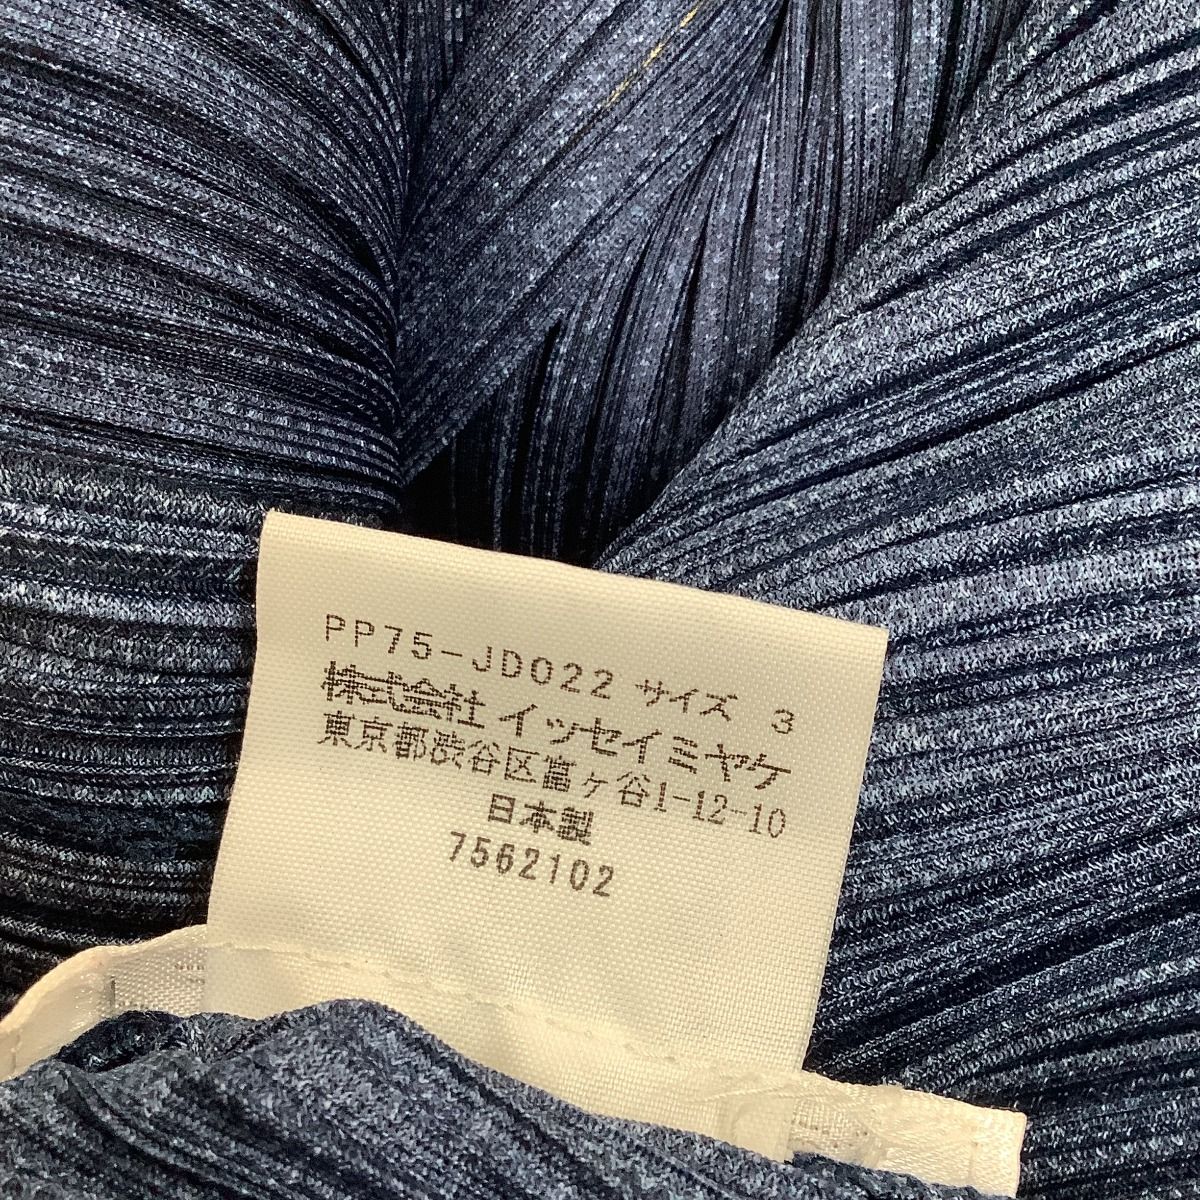 PP75-JD022 サイズ 3
株式会社 イッセイミヤケ
東京都渋谷区富ヶ谷1-12-10
日本製
7562102